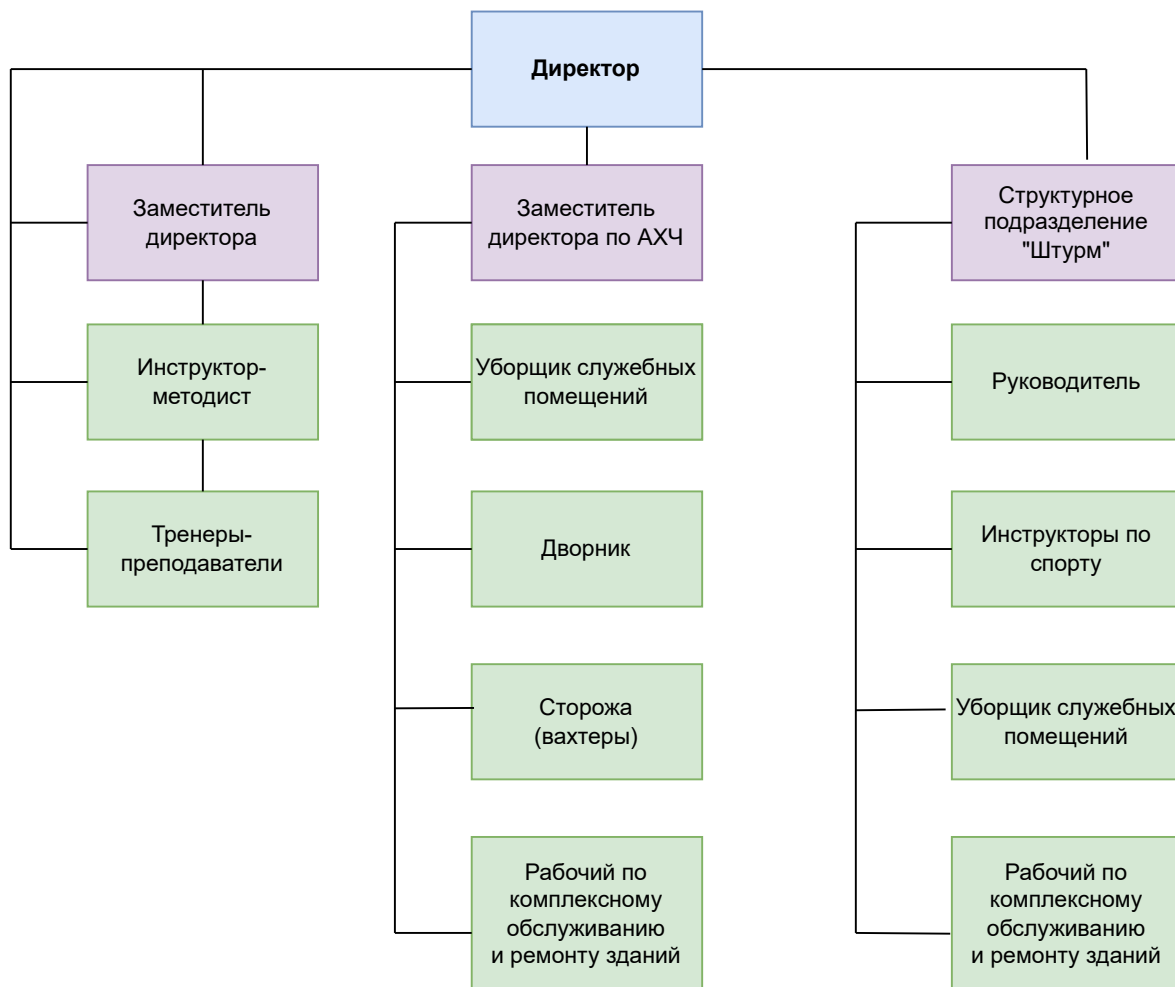 Директор
Заместитель
директора
Заместитель
директора по АХЧ
Структурное
подразделение
"Штурм"
Инструктор-
методист
Уборщик служебных
помещений
Руководитель
Тренеры-
преподаватели
Дворник
Инструкторы по
спорту
Сторожа
(вахтеры)
Уборщик служебных
помещений
Рабочий по
комплексному
обслуживанию
и ремонту зданий
Рабочий по
комплексному
обслуживанию
и ремонту зданий